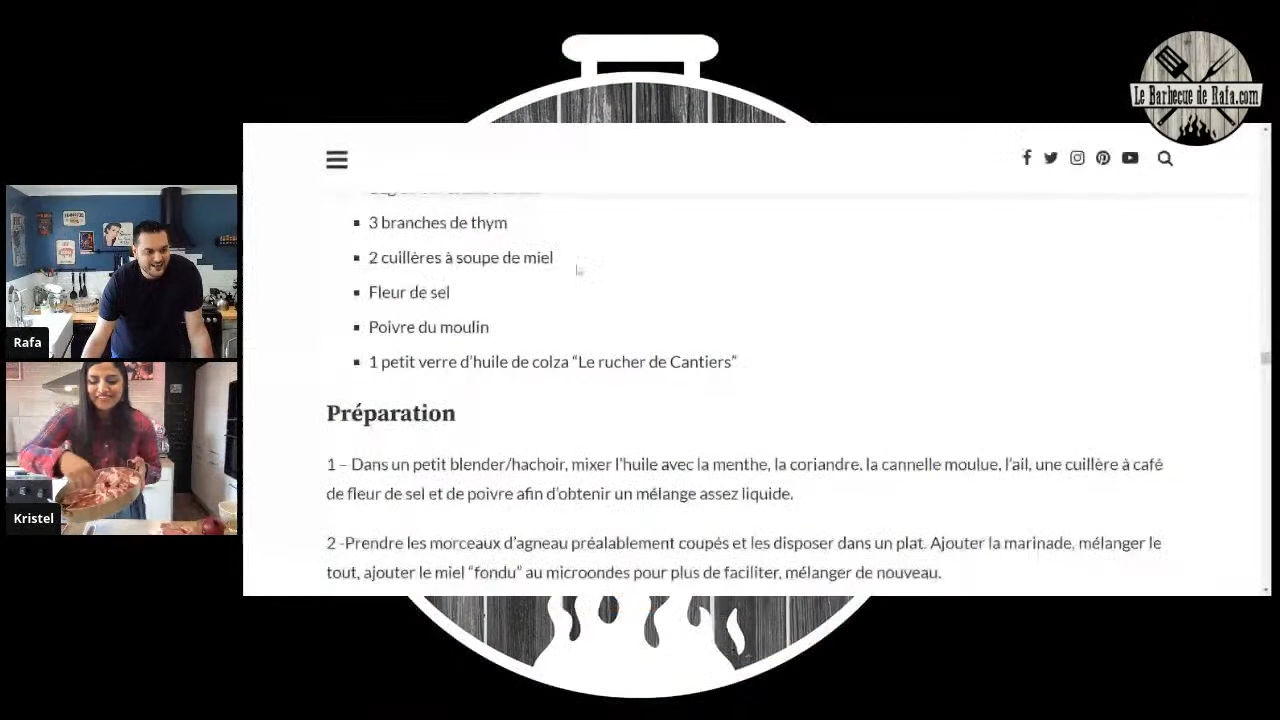 Le Barbecue de Rafa.com
3 branches de thym
2 cuillères à soupe de miel
Fleur de sel
Poivre du moulin
1 petit verre d’huile de colza “Le rucher de Cantiers”
Préparation
1 – Dans un petit blender/hachoir, mixer l’huile avec la menthe, la coriandre, la cannelle moulue, l’ail, une cuillère à café
de fleur de sel et de poivre afin d’obtenir un mélange assez liquide.
2 -Prendre les morceaux d’agneau préalablement coupés et les disposer dans un plat. Ajouter la marinade, mélanger le
tout, ajouter le miel “fondu” au microondes pour plus de faciliter, mélanger de nouveau.
Rafa
Kristel